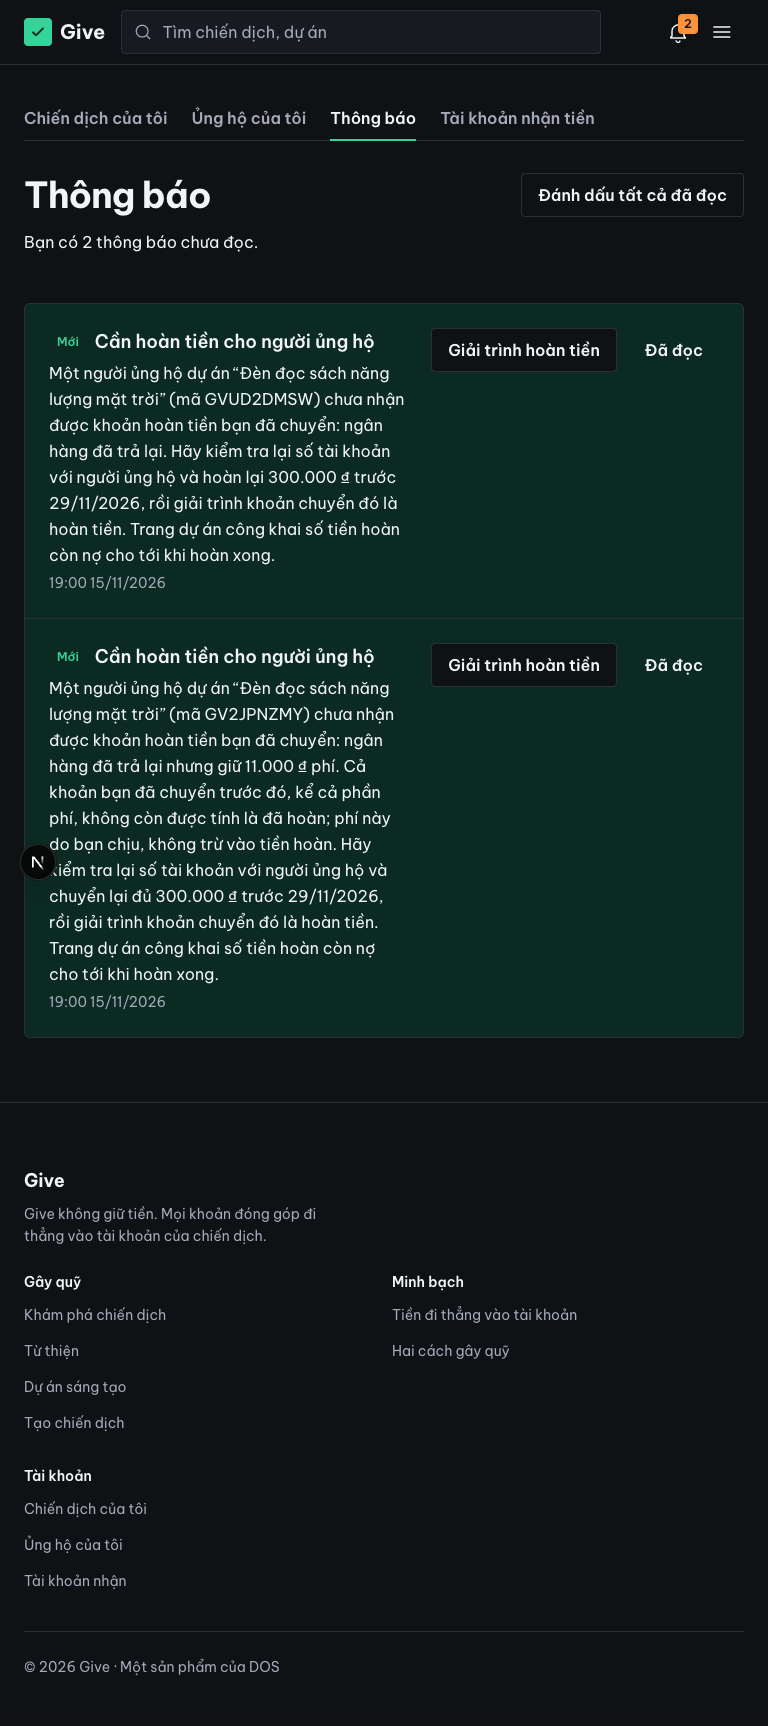 Give
Tìm chiến dịch, dự án
2
Chiến dịch của tôi
Ủng hộ của tôi
Thông báo
Tài khoản nhận tiền
Thông báo
Đánh dấu tất cả đã đọc
Bạn có 2 thông báo chưa đọc.
Mới
Cần hoàn tiền cho người ủng hộ
Giải trình hoàn tiền
Đã đọc
Một người ủng hộ dự án “Đèn đọc sách năng
lượng mặt trời” (mã GVUD2DMSW) chưa nhận
được khoản hoàn tiền bạn đã chuyển: ngân
hàng đã trả lại. Hãy kiểm tra lại số tài khoản
với người ủng hộ và hoàn lại 300.000 ₫ trước
29/11/2026, rồi giải trình khoản chuyển đó là
hoàn tiền. Trang dự án công khai số tiền hoàn
còn nợ cho tới khi hoàn xong.
19:00 15/11/2026
Mới
Cần hoàn tiền cho người ủng hộ
Giải trình hoàn tiền
Đã đọc
Một người ủng hộ dự án “Đèn đọc sách năng
lượng mặt trời” (mã GV2JPNZMY) chưa nhận
được khoản hoàn tiền bạn đã chuyển: ngân
hàng đã trả lại nhưng giữ 11.000 ₫ phí. Cả
khoản bạn đã chuyển trước đó, kể cả phần
phí, không còn được tính là đã hoàn; phí này
do bạn chịu, không trừ vào tiền hoàn. Hãy
kiểm tra lại số tài khoản với người ủng hộ và
chuyển lại đủ 300.000 ₫ trước 29/11/2026,
rồi giải trình khoản chuyển đó là hoàn tiền.
Trang dự án công khai số tiền hoàn còn nợ
cho tới khi hoàn xong.
19:00 15/11/2026
N
Give
Give không giữ tiền. Mọi khoản đóng góp đi
thẳng vào tài khoản của chiến dịch.
Gây quỹ
Khám phá chiến dịch
Từ thiện
Dự án sáng tạo
Tạo chiến dịch
Minh bạch
Tiền đi thẳng vào tài khoản
Hai cách gây quỹ
Tài khoản
Chiến dịch của tôi
Ủng hộ của tôi
Tài khoản nhận
© 2026 Give · Một sản phẩm của DOS